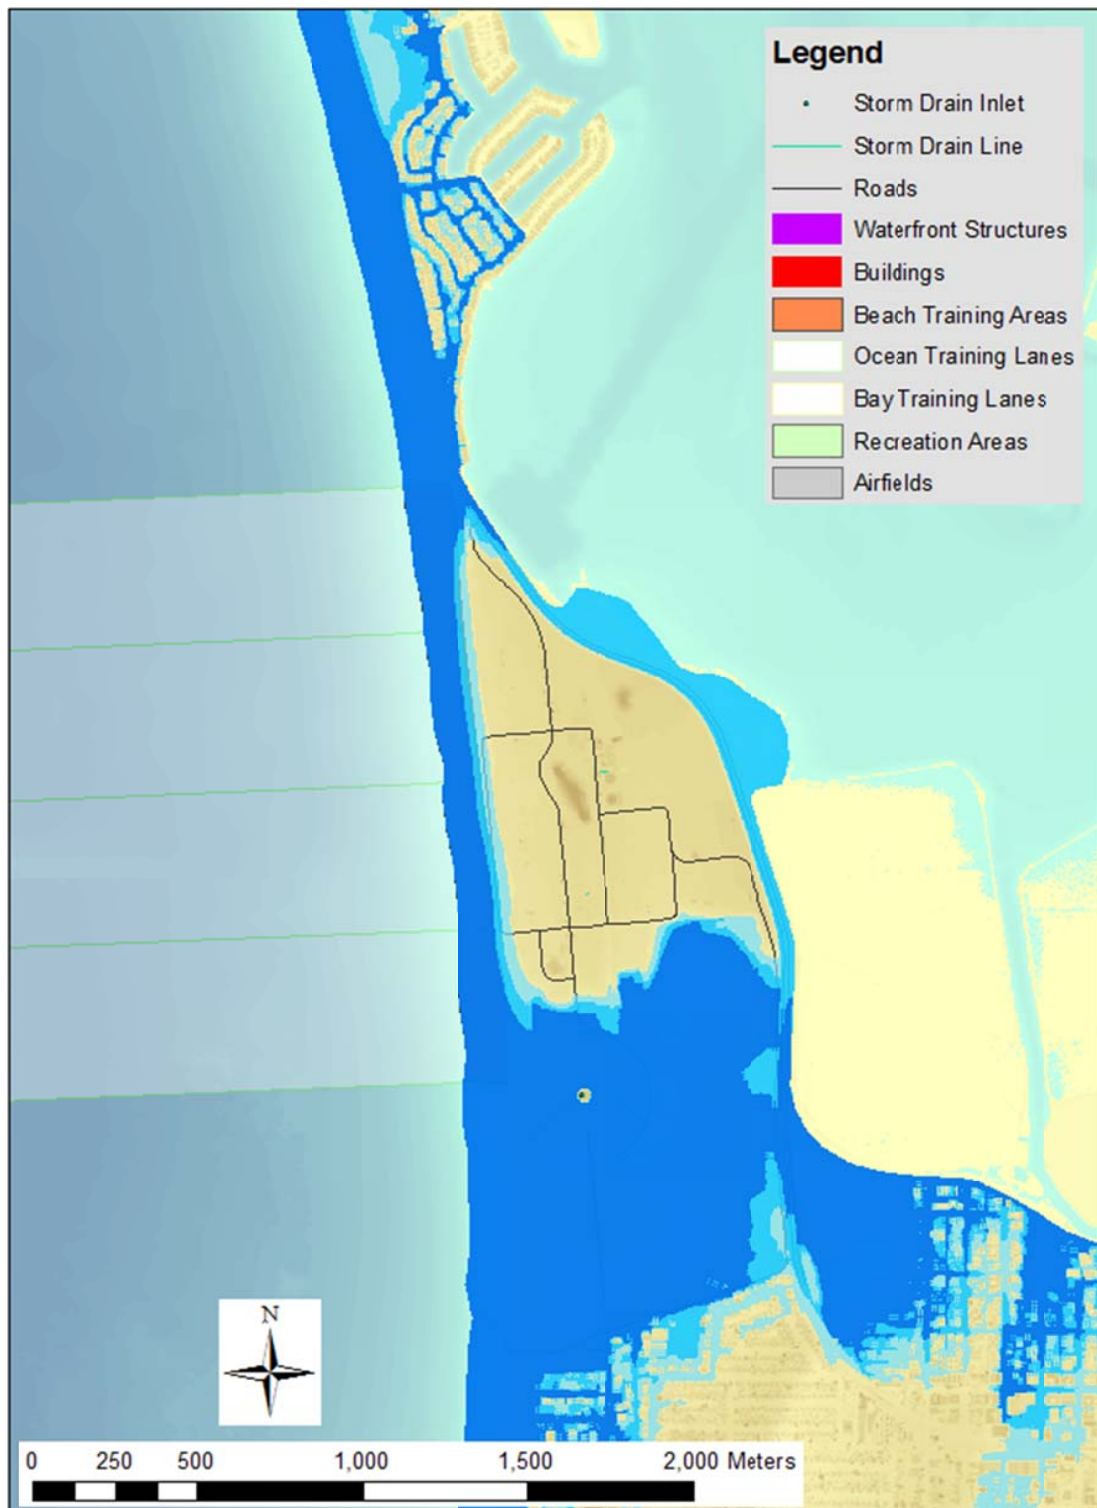 Legend
Storm Drain Inlet
Storm Drain Line
Roads
Waterfront Structures
Buildings
Beach Training Areas
Ocean Training Lanes
Bay Training Lanes
Recreation Areas
Airfields
N
0 250 500 1,000 1,500 2,000 Meters